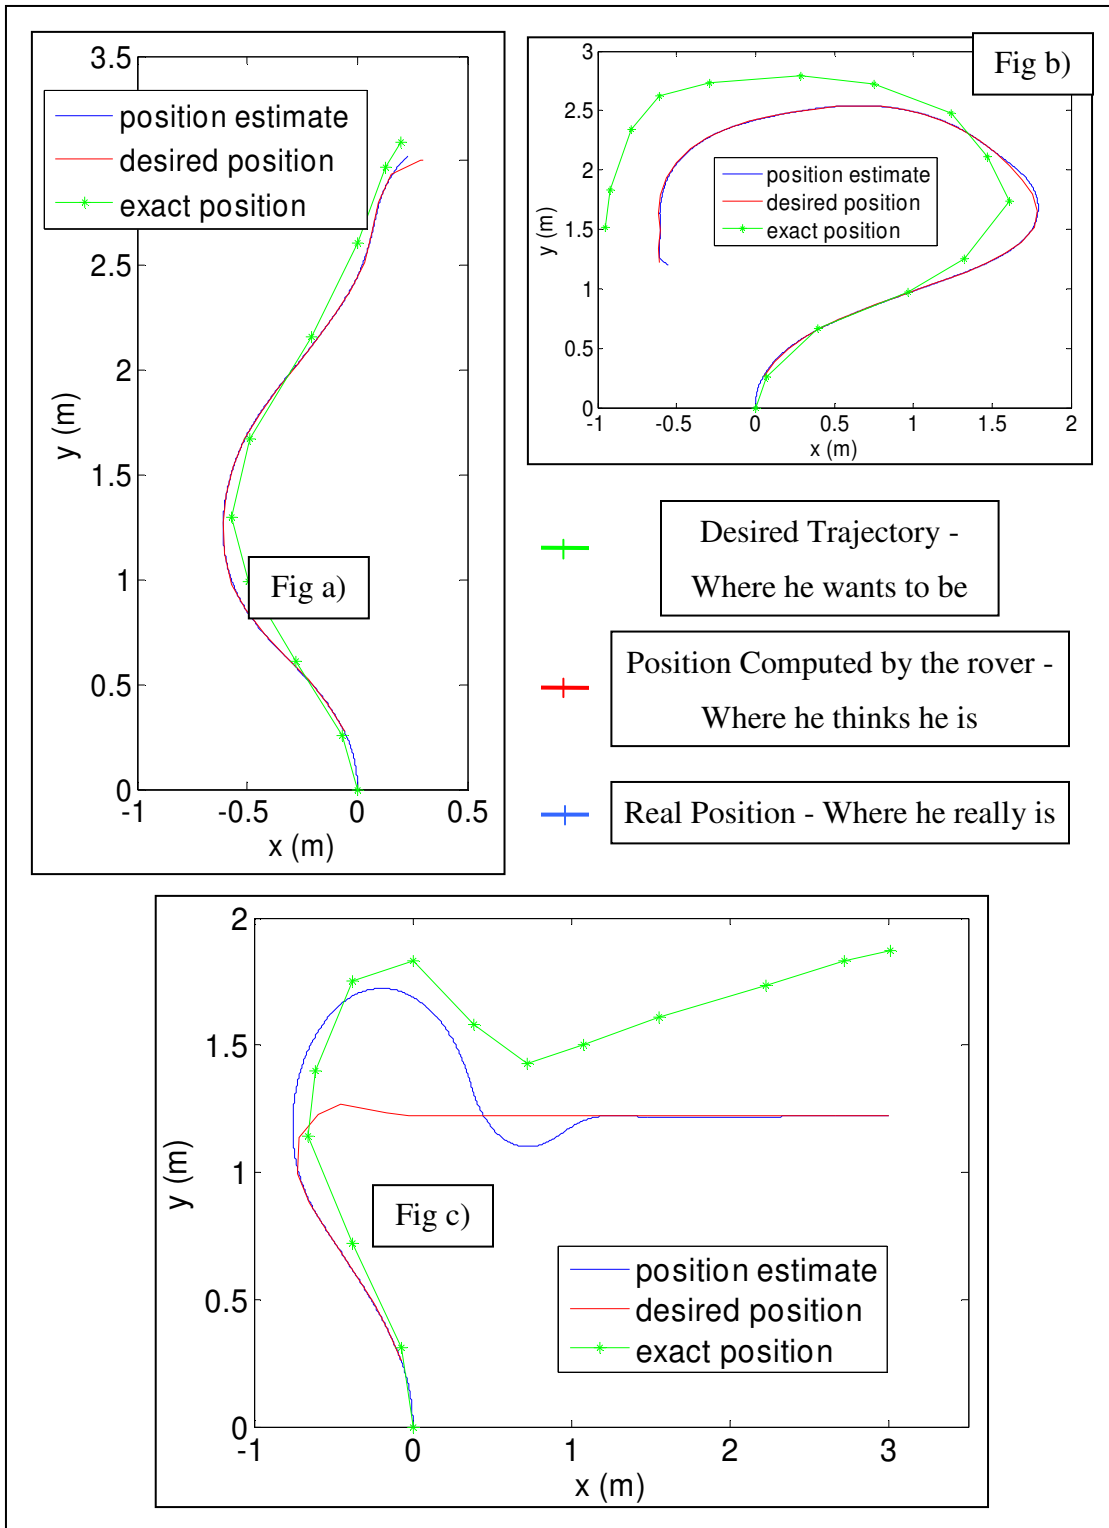 3.5
2.5
2
1.5
1
0.5
0
-1
-0.5
0
0.5
y (m)
x (m)
position estimate
desired position
exact position
Fig a)
Fig b)
3
2.5
2
1.5
1
0.5
0
-1
-0.5
0
0.5
1
1.5
2
y (m)
x (m)
position estimate
desired position
exact position
Desired Trajectory -
Where he wants to be
Position Computed by the rover -
Where he thinks he is
Real Position - Where he really is
2
1.5
1
0.5
0
-1
0
1
2
3
y (m)
x (m)
Fig c)
position estimate
desired position
exact position